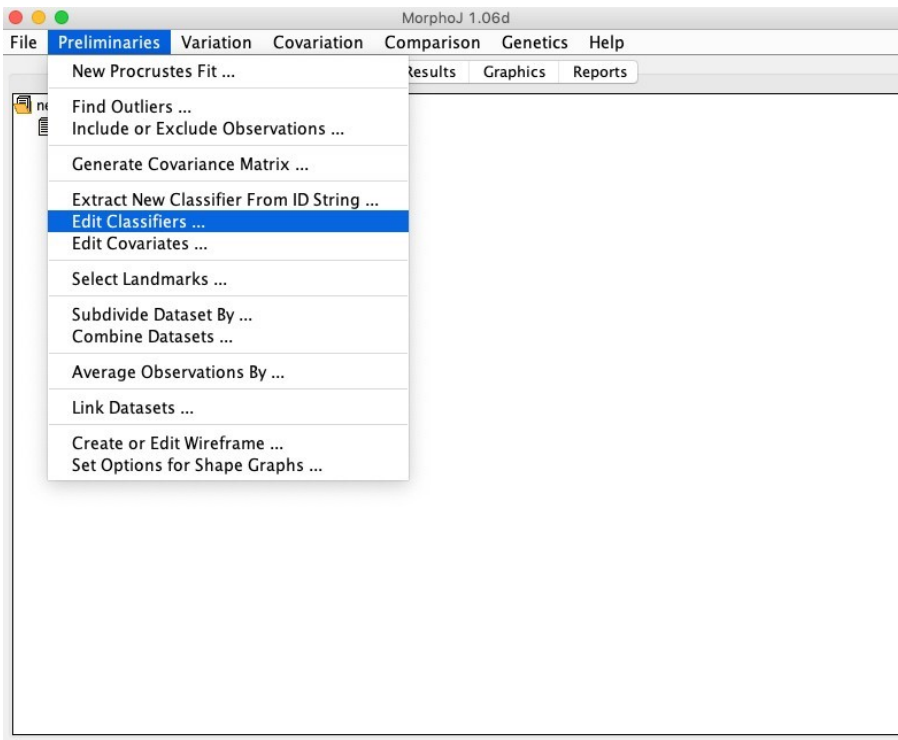 MorphoJ 1.06d
File Preliminaries Variation Covariation Comparison Genetics Help
Results Graphics Reports
New Procrustes Fit ...
Find Outliers ...
Include or Exclude Observations ...
Generate Covariance Matrix ...
Extract New Classifier From ID String ...
Edit Classifiers ...
Edit Covariates ...
Select Landmarks ...
Subdivide Dataset By ...
Combine Datasets ...
Average Observations By ...
Link Datasets ...
Create or Edit Wireframe ...
Set Options for Shape Graphs ...